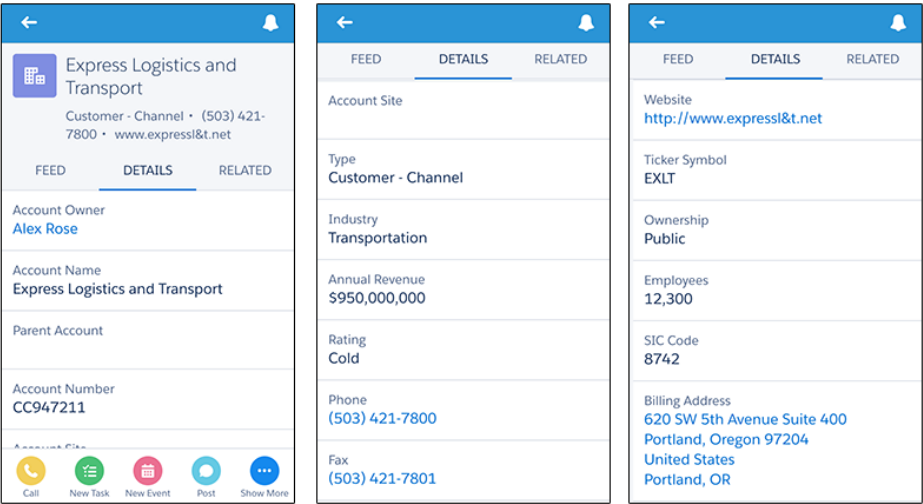 Express Logistics and
Transport
Customer - Channel • (503) 421-
7800 • www.expressl&t.net
FEED DETAILS RELATED
Account Owner
Alex Rose
Account Name
Express Logistics and Transport
Parent Account
Account Number
CC947211
Account Site
Call New Task New Event Post Show More
FEED DETAILS RELATED
Account Site
Type
Customer - Channel
Industry
Transportation
Annual Revenue
$950,000,000
Rating
Cold
Phone
(503) 421-7800
Fax
(503) 421-7801
FEED DETAILS RELATED
Website
http://www.expressl&t.net
Ticker Symbol
EXLT
Ownership
Public
Employees
12,300
SIC Code
8742
Billing Address
620 SW 5th Avenue Suite 400
Portland, Oregon 97204
United States
Portland, OR